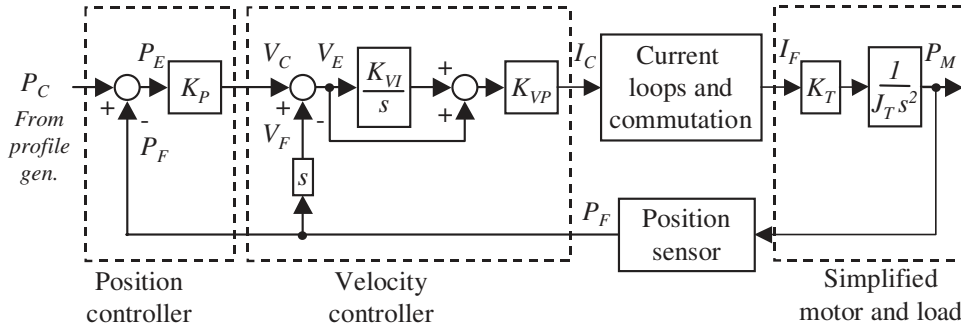 P_C
From
profile
gen.
+
-
P_E
K_P
P_F
V_C
+
-
V_F
s
V_E
K_VI
s
+
+
K_VP
I_C
Current
loops and
commutation
I_F
K_T
1
J_T s²
P_M
P_F
Position
sensor
Position
controller
Velocity
controller
Simplified
motor and load